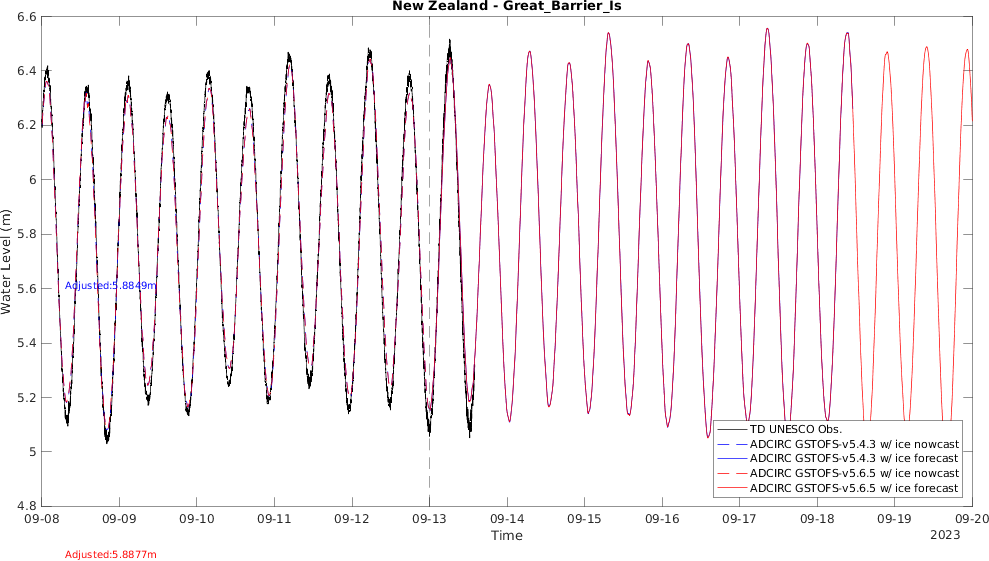 New Zealand - Great_Barrier_Is
6.6
6.4
6.2
6
5.8
5.6
5.4
5.2
5
4.8
Water Level (m)
Adjusted:5.8849m
TD UNESCO Obs.
ADCIRC GSTOFS-v5.4.3 w/ ice nowcast
ADCIRC GSTOFS-v5.4.3 w/ ice forecast
ADCIRC GSTOFS-v5.6.5 w/ ice nowcast
ADCIRC GSTOFS-v5.6.5 w/ ice forecast
09-08 09-09 09-10 09-11 09-12 09-13 09-14 09-15 09-16 09-17 09-18 09-19 09-20
Time
2023
Adjusted:5.8877m